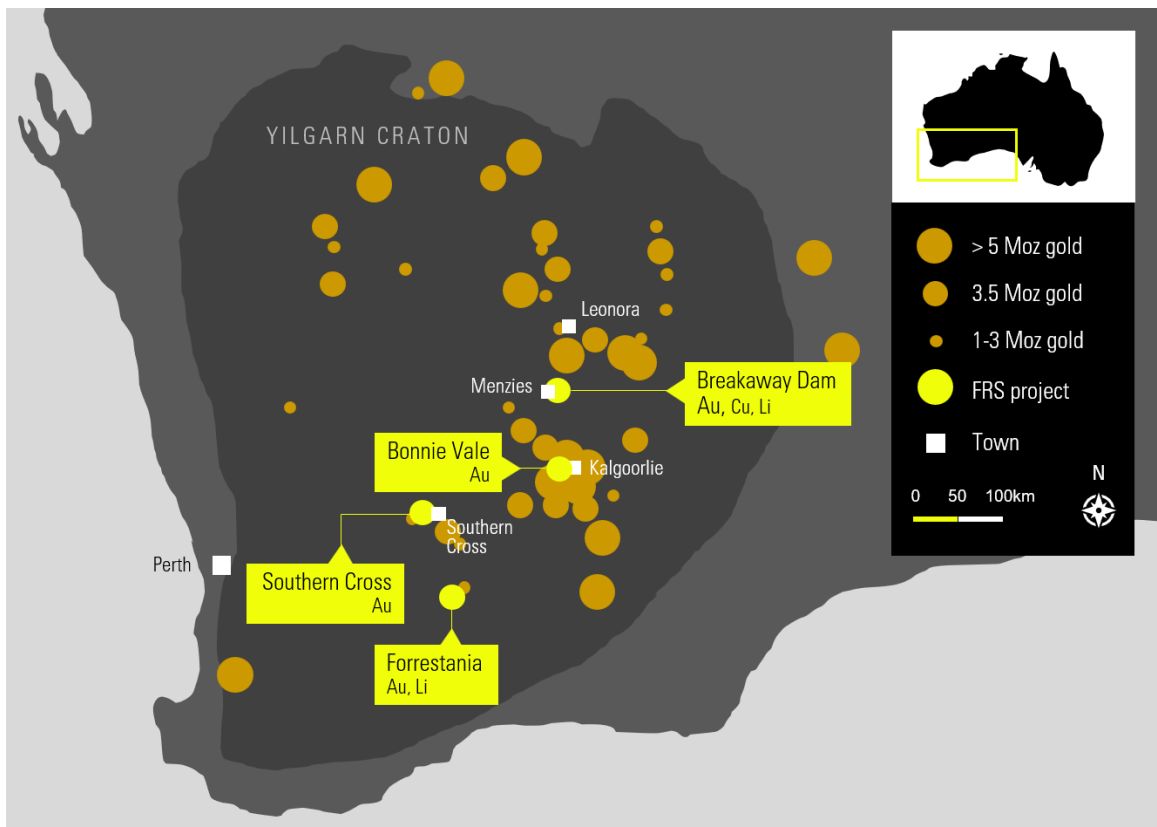 YILGARN CRATON
Leonora
Menzies
Breakaway Dam
Au, Cu, Li
Bonnie Vale
Au
Kalgoorlie
Southern
Cross
Perth
Southern Cross
Au
Forrestania
Au, Li
> 5 Moz gold
3.5 Moz gold
1-3 Moz gold
FRS project
Town
N
0 50 100km